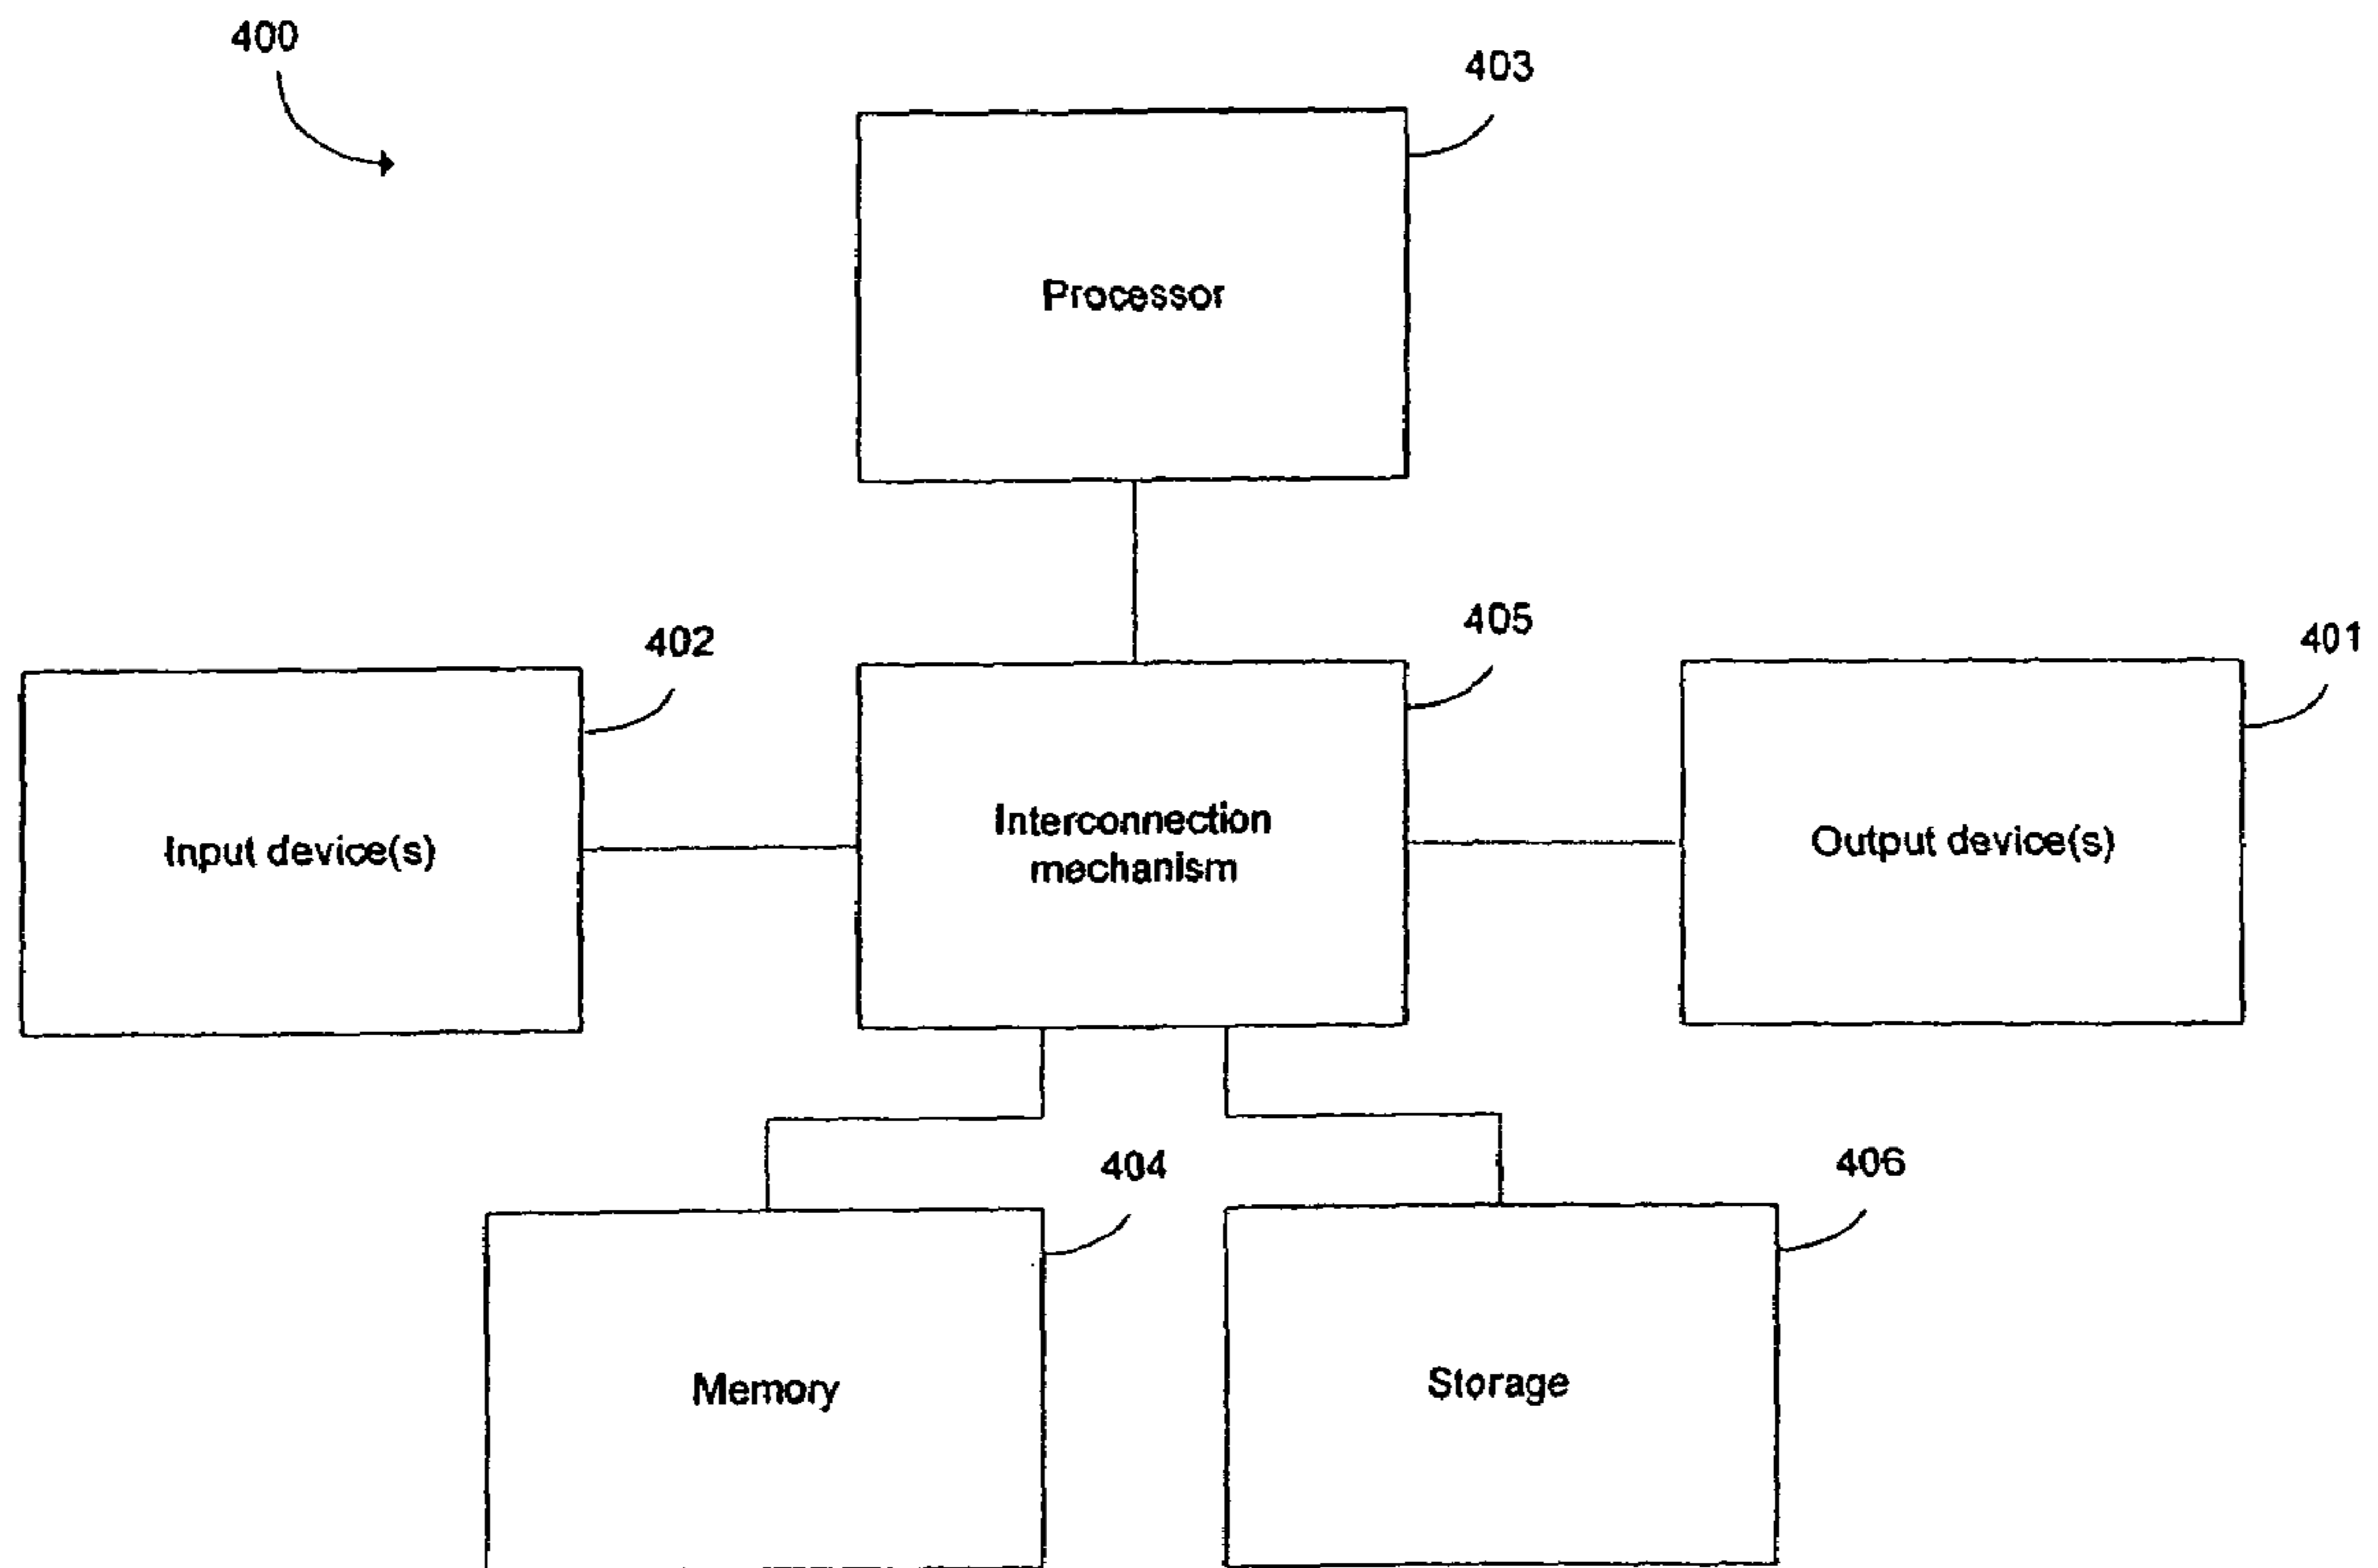 400
403
Processor
402
405
401
Input device(s)
Interconnection
mechanism
Output device(s)
404
406
Memory
Storage